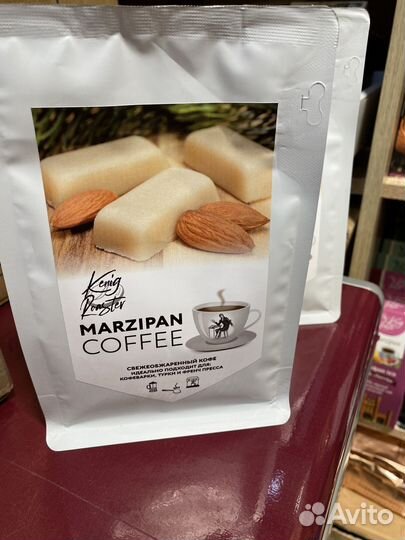 Kenig
Roaster
MARZIPAN
COFFEE
СВЕЖЕОБЖАРЕННЫЙ КОФЕ
ИДЕАЛЬНО ПОДХОДИТ ДЛЯ:
КОФЕВАРКИ, ТУРКИ И ФРЕНЧ ПРЕССА
Avito